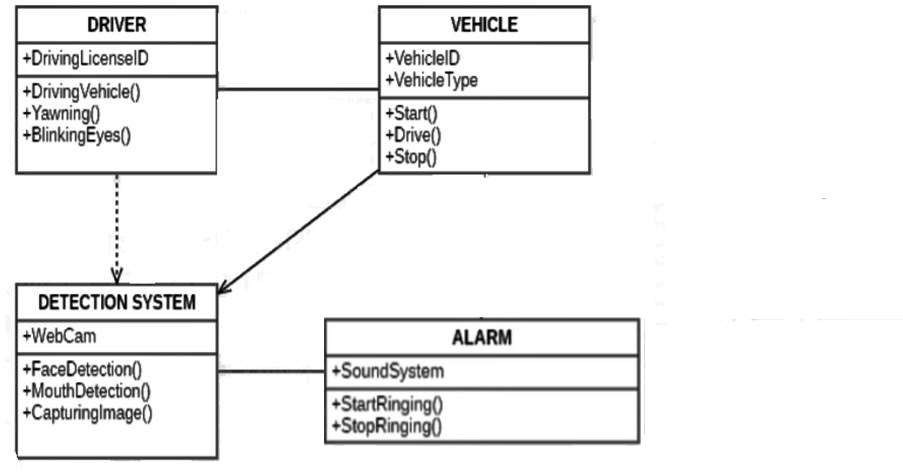 DRIVER
+DrivingLicenseID
+DrivingVehicle()
+Yawning()
+BlinkingEyes()
VEHICLE
+VehicleID
+VehicleType
+Start()
+Drive()
+Stop()
DETECTION SYSTEM
+WebCam
+FaceDetection()
+MouthDetection()
+CapturingImage()
ALARM
+SoundSystem
+StartRinging()
+StopRinging()